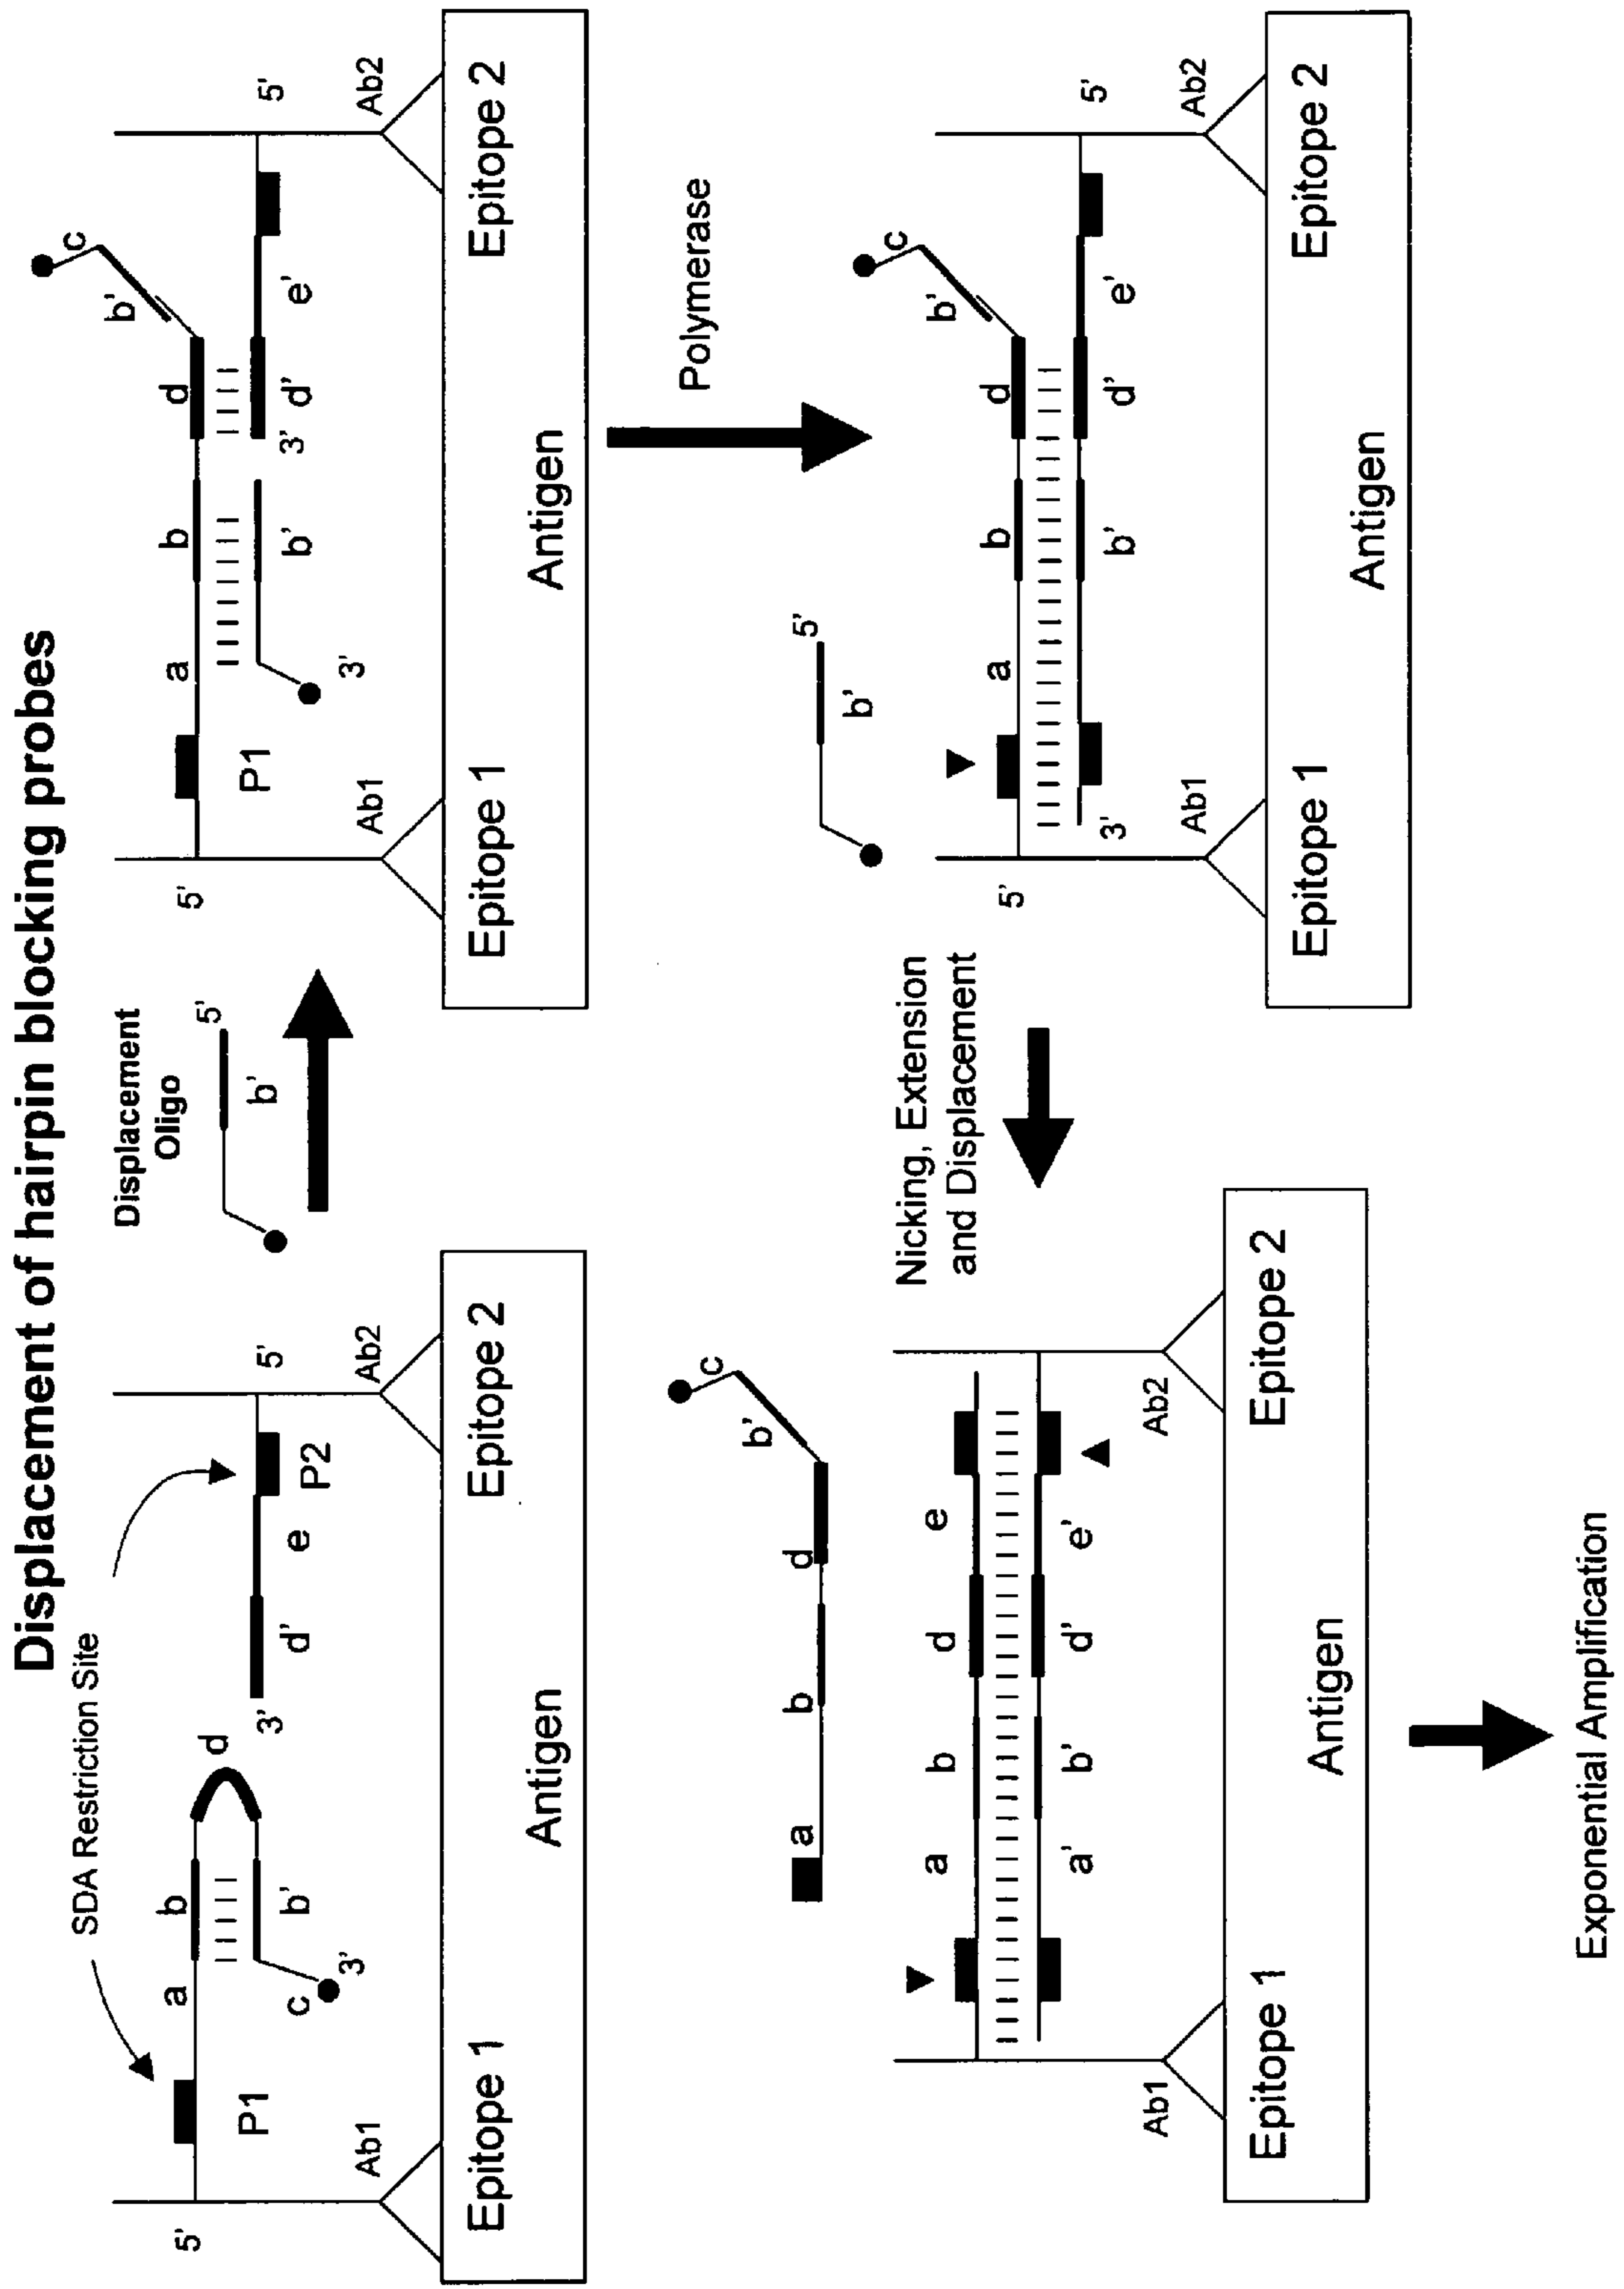 Displacement of hairpin blocking probes
SDA Restriction Site
5'
a
b
d
b'
c
3'
P1
3'
d'
e
P2
5'
Ab1
Ab2
Epitope 1
Epitope 2
Antigen
Displacement
Oligo
5'
b'
5'
a
b
d
b'
c
P1
3'
b'
3'
d'
e'
5'
Ab1
Ab2
Epitope 1
Epitope 2
Antigen
Polymerase
5'
b'
5'
a
b
d
b'
c
3'
b'
d'
e'
5'
Ab1
Ab2
Epitope 1
Epitope 2
Antigen
Nicking, Extension
and Displacement
a
b
d
b'
c
a
b
d
e
a'
b'
d'
e'
Ab1
Ab2
Epitope 1
Epitope 2
Antigen
Exponential Amplification